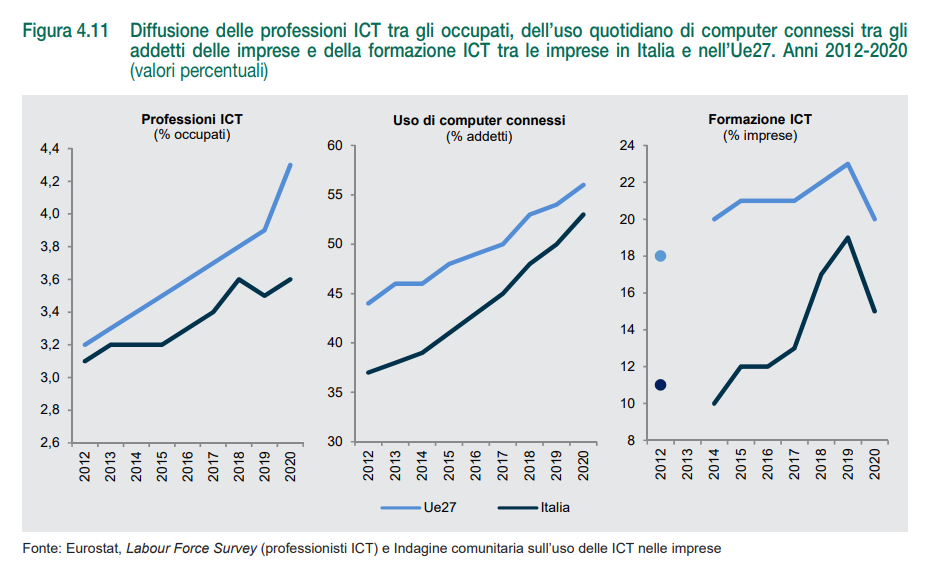 Figura 4.11 Diffusione delle professioni ICT tra gli occupati, dell'uso quotidiano di computer connessi tra gli
addetti delle imprese e della formazione ICT tra le imprese in Italia e nell'Ue27. Anni 2012-2020
(valori percentuali)
Professioni ICT
(% occupati)
4,4
4,2
4,0
3,8
3,6
3,4
3,2
3,0
2,8
2,6
2012 2013 2014 2015 2016 2017 2018 2019 2020
Uso di computer connessi
(% addetti)
60
55
50
45
40
35
30
2012 2013 2014 2015 2016 2017 2018 2019 2020
Formazione ICT
(% imprese)
24
22
20
18
16
14
12
10
8
2012 2013 2014 2015 2016 2017 2018 2019 2020
Ue27 Italia
Fonte: Eurostat, Labour Force Survey (professionisti ICT) e Indagine comunitaria sull'uso delle ICT nelle imprese